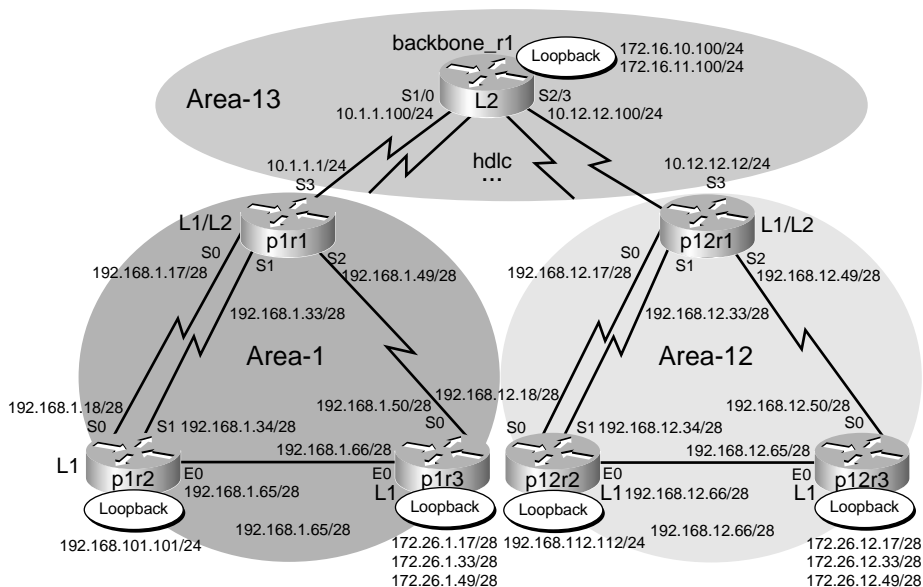 backbone_r1
Loopback
172.16.10.100/24
172.16.11.100/24
Area-13
S1/0
L2
S2/3
10.1.1.100/24
10.12.12.100/24
hdlc
...
10.1.1.1/24
10.12.12.12/24
S3
S3
L1/L2
p1r1
p12r1
L1/L2
S0
S1
S2
S0
S1
S2
192.168.1.17/28
192.168.1.49/28
192.168.12.17/28
192.168.12.49/28
192.168.1.33/28
192.168.12.33/28
Area-1
Area-12
192.168.1.18/28
192.168.1.50/28
192.168.12.18/28
192.168.12.50/28
S0
S1
192.168.1.34/28
S0
S0
S1
192.168.12.34/28
S0
192.168.1.66/28
192.168.12.65/28
L1
p1r2
E0
E0
p1r3
L1
p12r2
E0
L1
E0
p12r3
L1
192.168.1.65/28
192.168.12.66/28
Loopback
Loopback
Loopback
Loopback
192.168.1.65/28
192.168.12.66/28
192.168.101.101/24
172.26.1.17/28
172.26.1.33/28
172.26.1.49/28
192.168.112.112/24
172.26.12.17/28
172.26.12.33/28
172.26.12.49/28